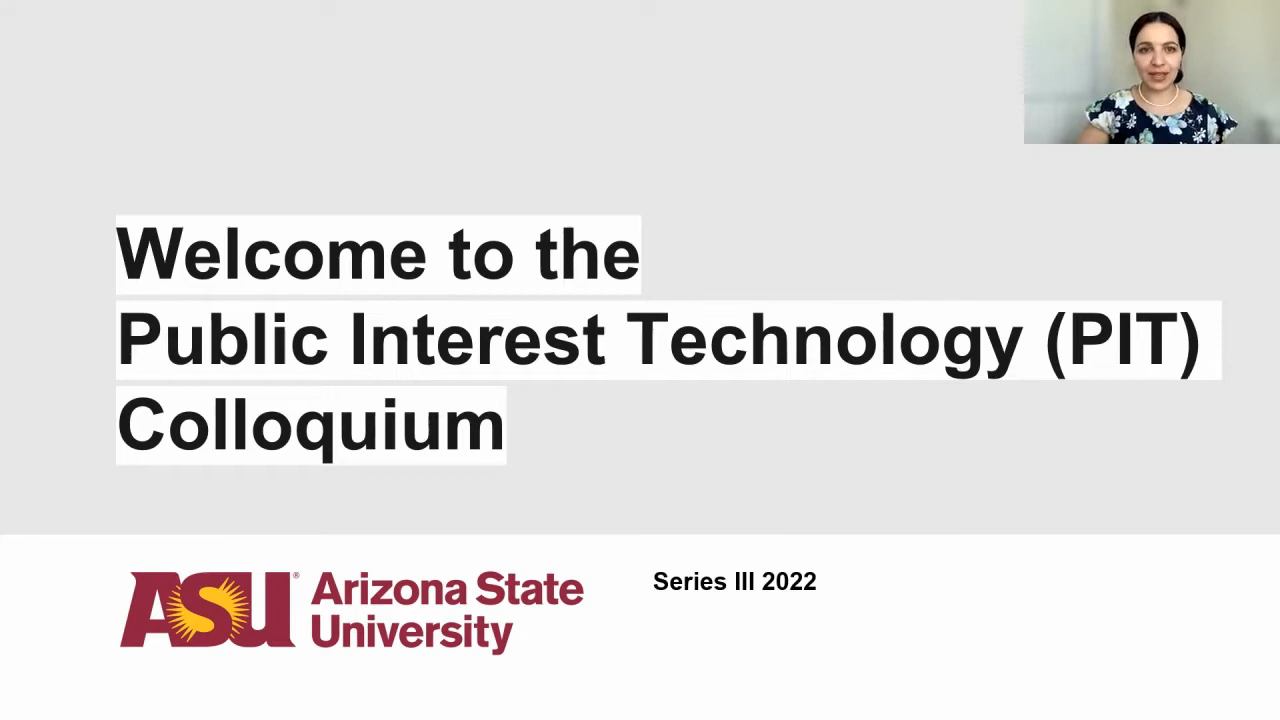 Welcome to the
Public Interest Technology (PIT)
Colloquium
ASU® Arizona State
University
Series III 2022